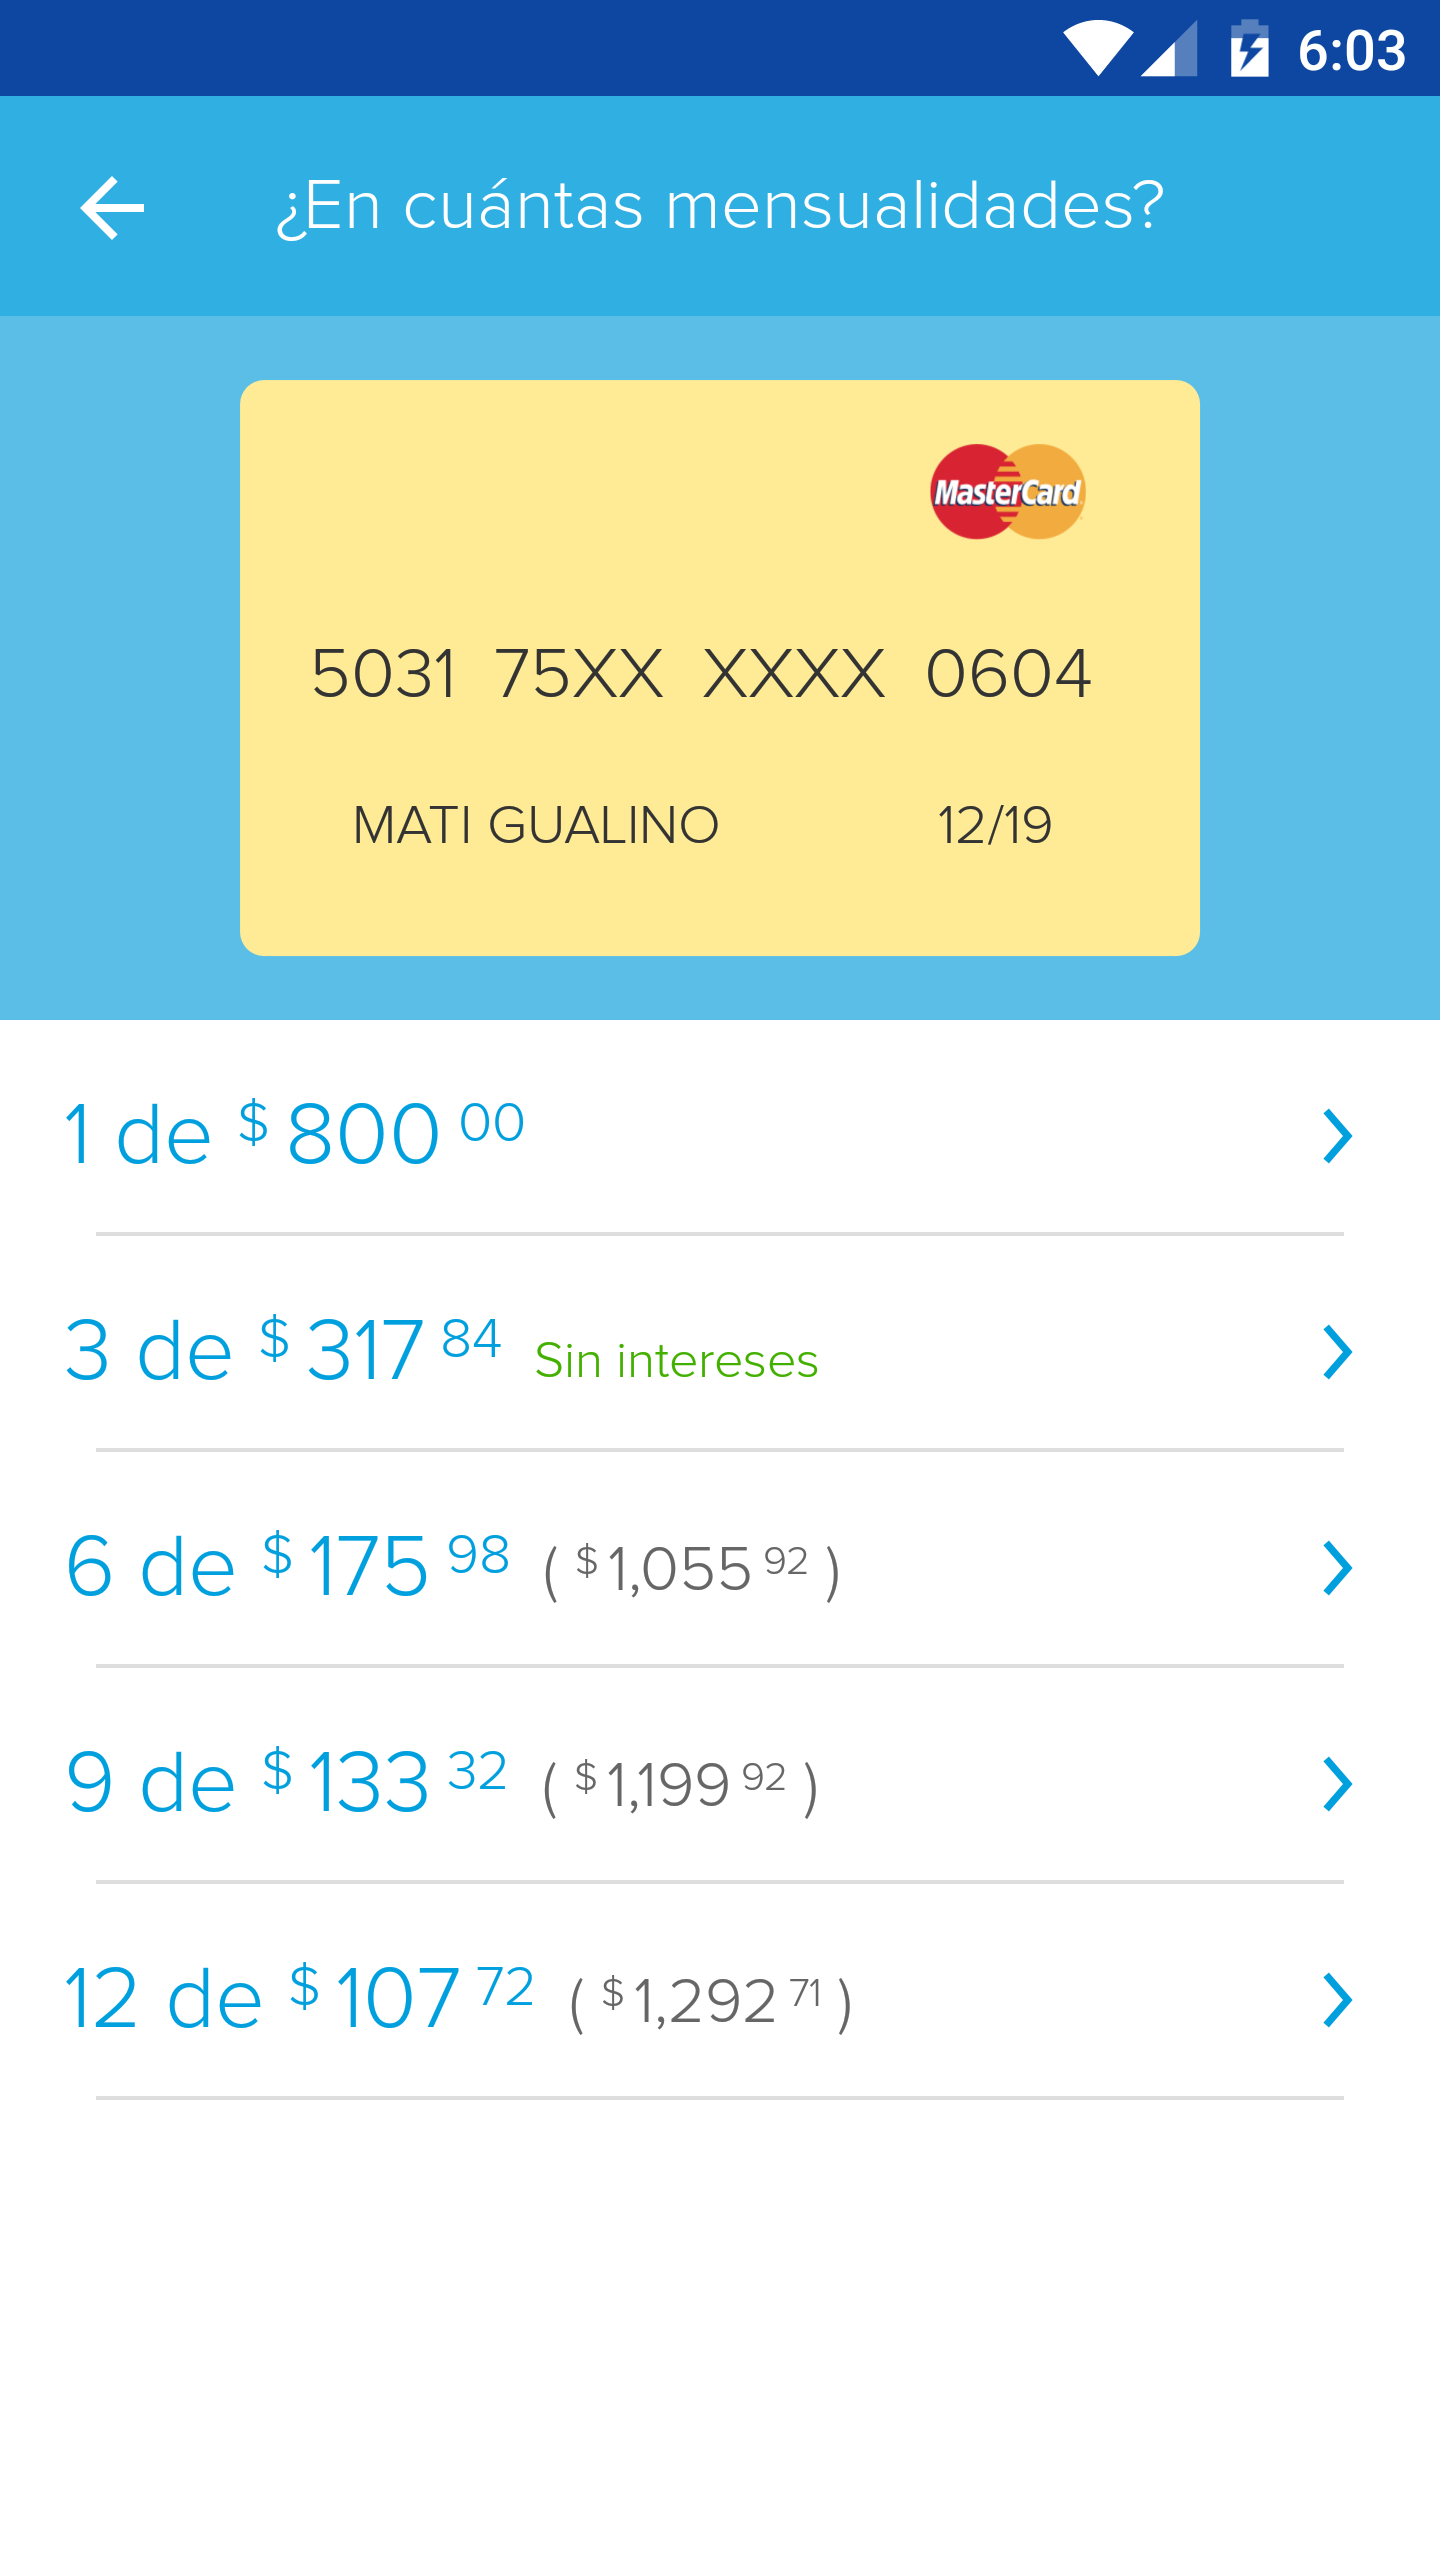 6:03
¿En cuántas mensualidades?
MasterCard
5031 75XX XXXX 0604
MATI GUALINO 12/19
1 de $ 800 00
3 de $ 317 84 Sin intereses
6 de $ 175 98 ( $ 1,055 92 )
9 de $ 133 32 ( $ 1,199 92 )
12 de $ 107 72 ( $ 1,292 71 )